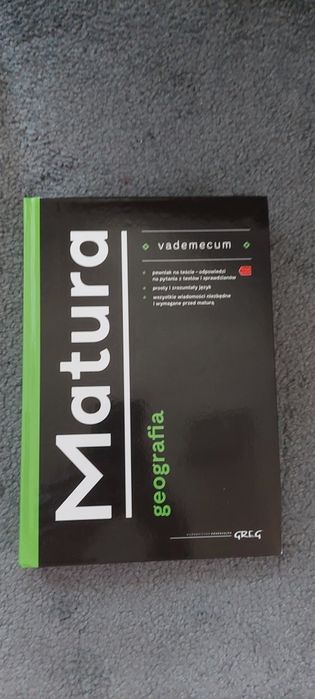 Matura
geografia
vademecum
pewniak na teście - odpowiedzi
na pytania z testów i sprawdzianów
prosty i zrozumiały język
wszystkie wiadomości niezbędne
i wymagane przed maturą
GREG